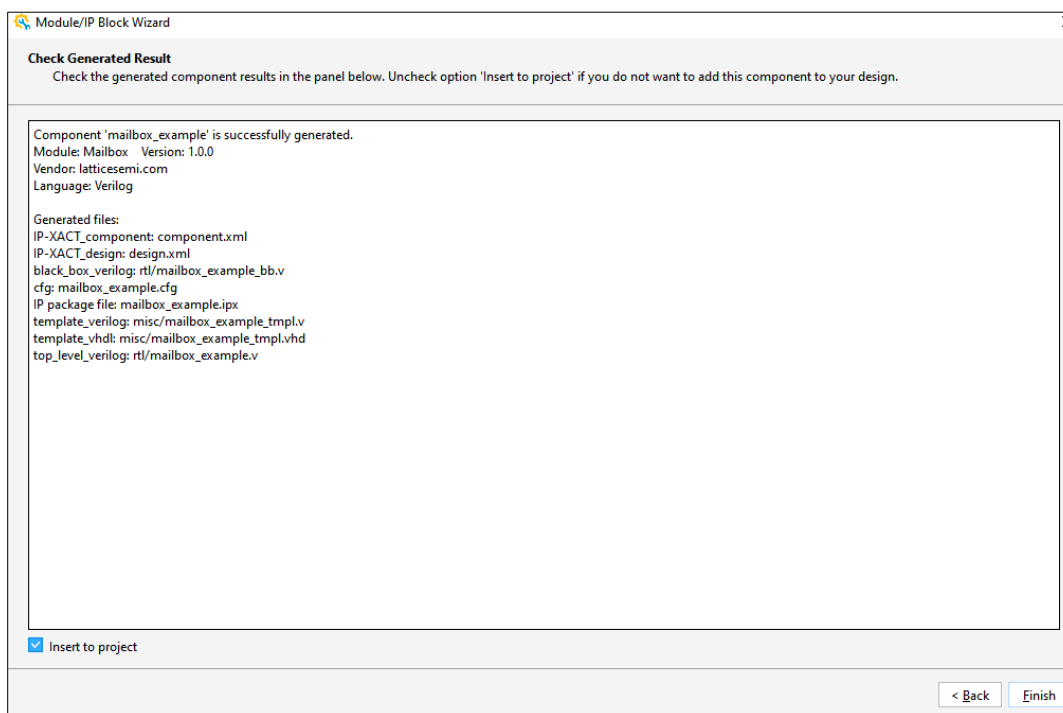 Module/IP Block Wizard
Check Generated Result
Check the generated component results in the panel below. Uncheck option 'Insert to project' if you do not want to add this component to your design.
Component 'mailbox_example' is successfully generated.
Module: Mailbox    Version: 1.0.0
Vendor: latticesemi.com
Language: Verilog
Generated files:
IP-XACT_component: component.xml
IP-XACT_design: design.xml
black_box_verilog: rtl/mailbox_example_bb.v
cfg: mailbox_example.cfg
IP package file: mailbox_example.ipx
template_verilog: misc/mailbox_example_tmpl.v
template_vhdl: misc/mailbox_example_tmpl.vhd
top_level_verilog: rtl/mailbox_example.v
Insert to project
< Back
Finish